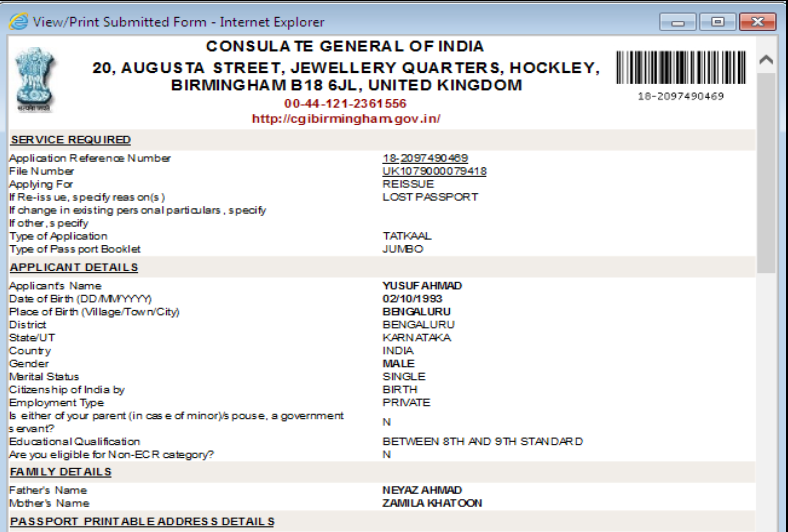 View/Print Submitted Form - Internet Explorer
CONSULATE GENERAL OF INDIA
20, AUGUSTA STREET, JEWELLERY QUARTERS, HOCKLEY,
BIRMINGHAM B18 6JL, UNITED KINGDOM
00-44-121-2361556
http://cgibirmingham.gov.in/
18-2097490469
सत्यमेव जयते
SERVICE REQUIRED
Application Reference Number 18-2097490469
File Number UK1079000079418
Applying For REISSUE
If Re-issue, specify reason(s) LOST PASSPORT
If change in existing personal particulars, specify
If other, specify
Type of Application TATKAAL
Type of Passport Booklet JUMBO
APPLICANT DETAILS
Applicant's Name YUSUF AHMAD
Date of Birth (DD/MM/YYYY) 02/10/1993
Place of Birth (Village/Town/City) BENGALURU
District BENGALURU
State/UT KARNATAKA
Country INDIA
Gender MALE
Marital Status SINGLE
Citizenship of India by BIRTH
Employment Type PRIVATE
Is either of your parent (in case of minor)/spouse, a government
servant? N
Educational Qualification BETWEEN 8TH AND 9TH STANDARD
Are you eligible for Non-ECR category? N
FAMILY DETAILS
Father's Name NEYAZ AHMAD
Mother's Name ZAMILA KHATOON
PASSPORT PRINTABLE ADDRESS DETAILS